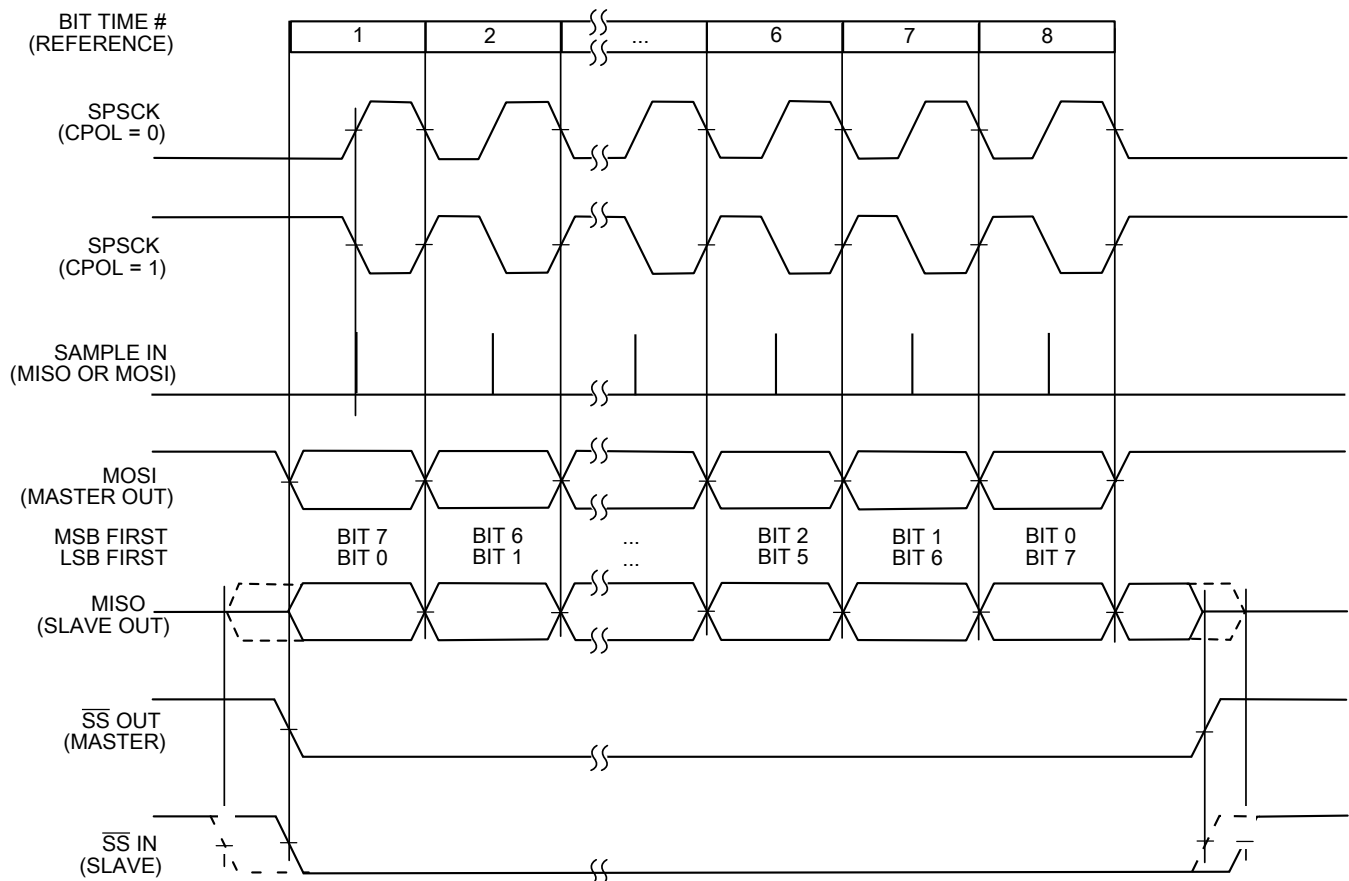 BIT TIME #
(REFERENCE)
1 2 ... 6 7 8
SPSCK
(CPOL = 0)
SPSCK
(CPOL = 1)
SAMPLE IN
(MISO OR MOSI)
MOSI
(MASTER OUT)
MSB FIRST BIT 7 BIT 6 ... BIT 2 BIT 1 BIT 0
LSB FIRST BIT 0 BIT 1 ... BIT 5 BIT 6 BIT 7
MISO
(SLAVE OUT)
S̅S̅ OUT
(MASTER)
S̅S̅ IN
(SLAVE)